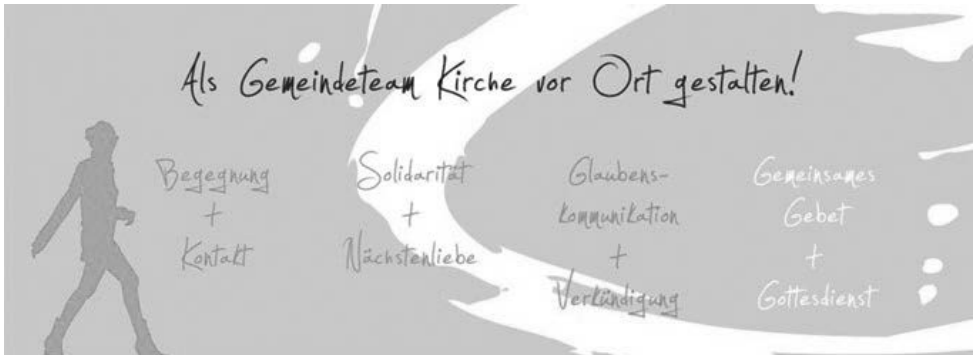 Als Gemeindeteam Kirche vor Ort gestalten!
Begegnung
+
Kontakt
Solidarität
+
Nächstenliebe
Glaubens-
kommunikation
+
Verkündigung
Gemeinsames
Gebet
+
Gottesdienst